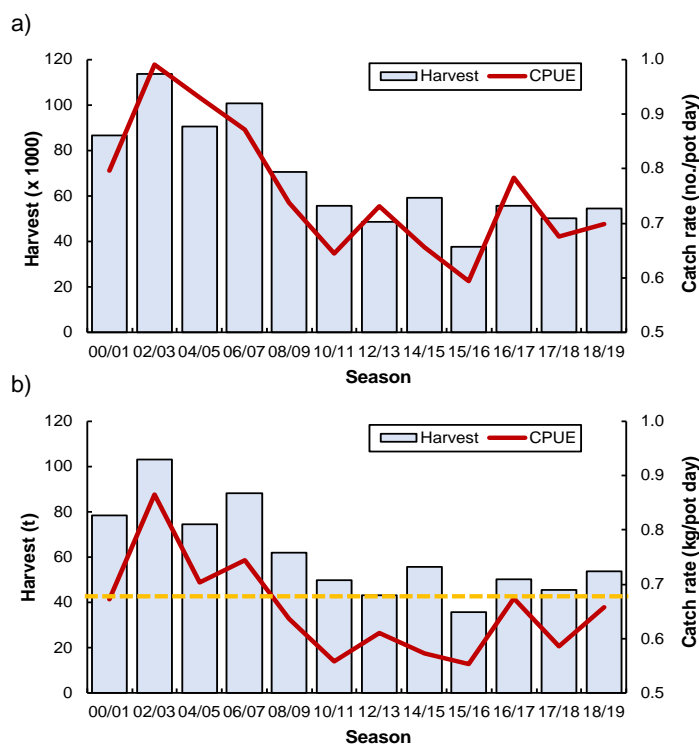 a)
Harvest CPUE
120
100
80
60
40
20
0
Harvest (x 1000)
1.0
0.9
0.8
0.7
0.6
0.5
Catch rate (no./pot day)
00/01 02/03 04/05 06/07 08/09 10/11 12/13 14/15 15/16 16/17 17/18 18/19
Season
b)
Harvest CPUE
120
100
80
60
40
20
0
Harvest (t)
1.0
0.9
0.8
0.7
0.6
0.5
Catch rate (kg/pot day)
00/01 02/03 04/05 06/07 08/09 10/11 12/13 14/15 15/16 16/17 17/18 18/19
Season